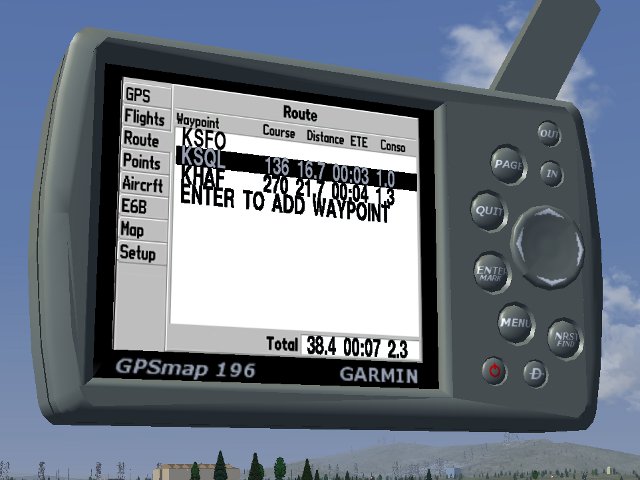 GPS
Flights
Route
Points
Aircrft
E6B
Map
Setup
Route
Waypoint Course Distance ETE Conso
KSFO
KSQL 136 16.7 00:03 1.0
KHAF 270 21.7 00:04 1.3
ENTER TO ADD WAYPOINT
Total 38.4 00:07 2.3
GPSmap 196 GARMIN
OUT
PAGE
IN
QUIT
ENTER
MARK
MENU
NRST
FIND
D